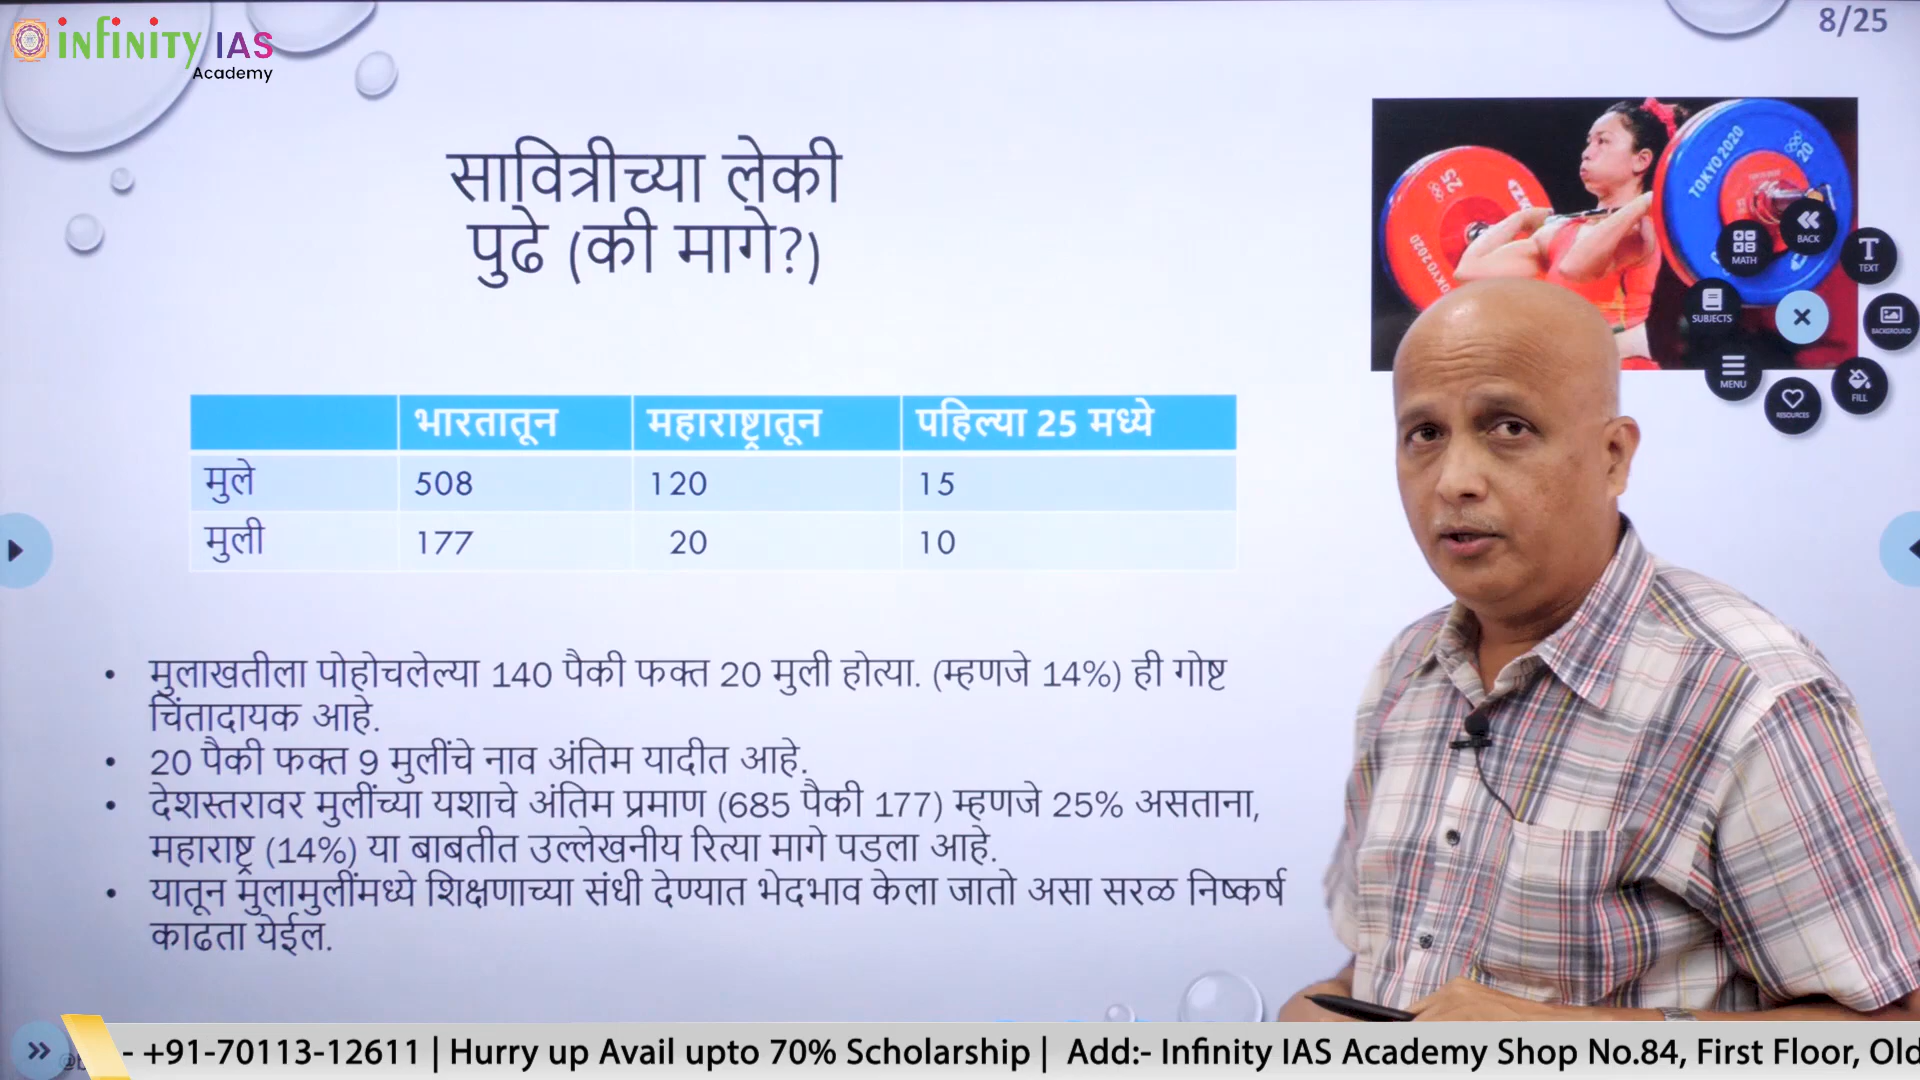 infinity IAS
Academy
8/25
सावित्रीच्या लेकी
पुढे (की मागे?)
TOKYO 2020
25
20
TOKYO 2020
MATH
BACK
TEXT
SUBJECTS
BACKGROUND
MENU
RESOURCES
FILL
भारतातून महाराष्ट्रातून पहिल्या 25 मध्ये
मुले 508 120 15
मुली 177 20 10
• मुलाखतीला पोहोचलेल्या 140 पैकी फक्त 20 मुली होत्या. (म्हणजे 14%) ही गोष्ट
चिंतादायक आहे.
• 20 पैकी फक्त 9 मुलींचे नाव अंतिम यादीत आहे.
• देशस्तरावर मुलींच्या यशाचे अंतिम प्रमाण (685 पैकी 177) म्हणजे 25% असताना,
महाराष्ट्र (14%) या बाबतीत उल्लेखनीय रित्या मागे पडला आहे.
• यातून मुलामुलींमध्ये शिक्षणाच्या संधी देण्यात भेदभाव केला जातो असा सरळ निष्कर्ष
काढता येईल.
- +91-70113-12611 | Hurry up Avail upto 70% Scholarship | Add:- Infinity IAS Academy Shop No.84, First Floor, Old